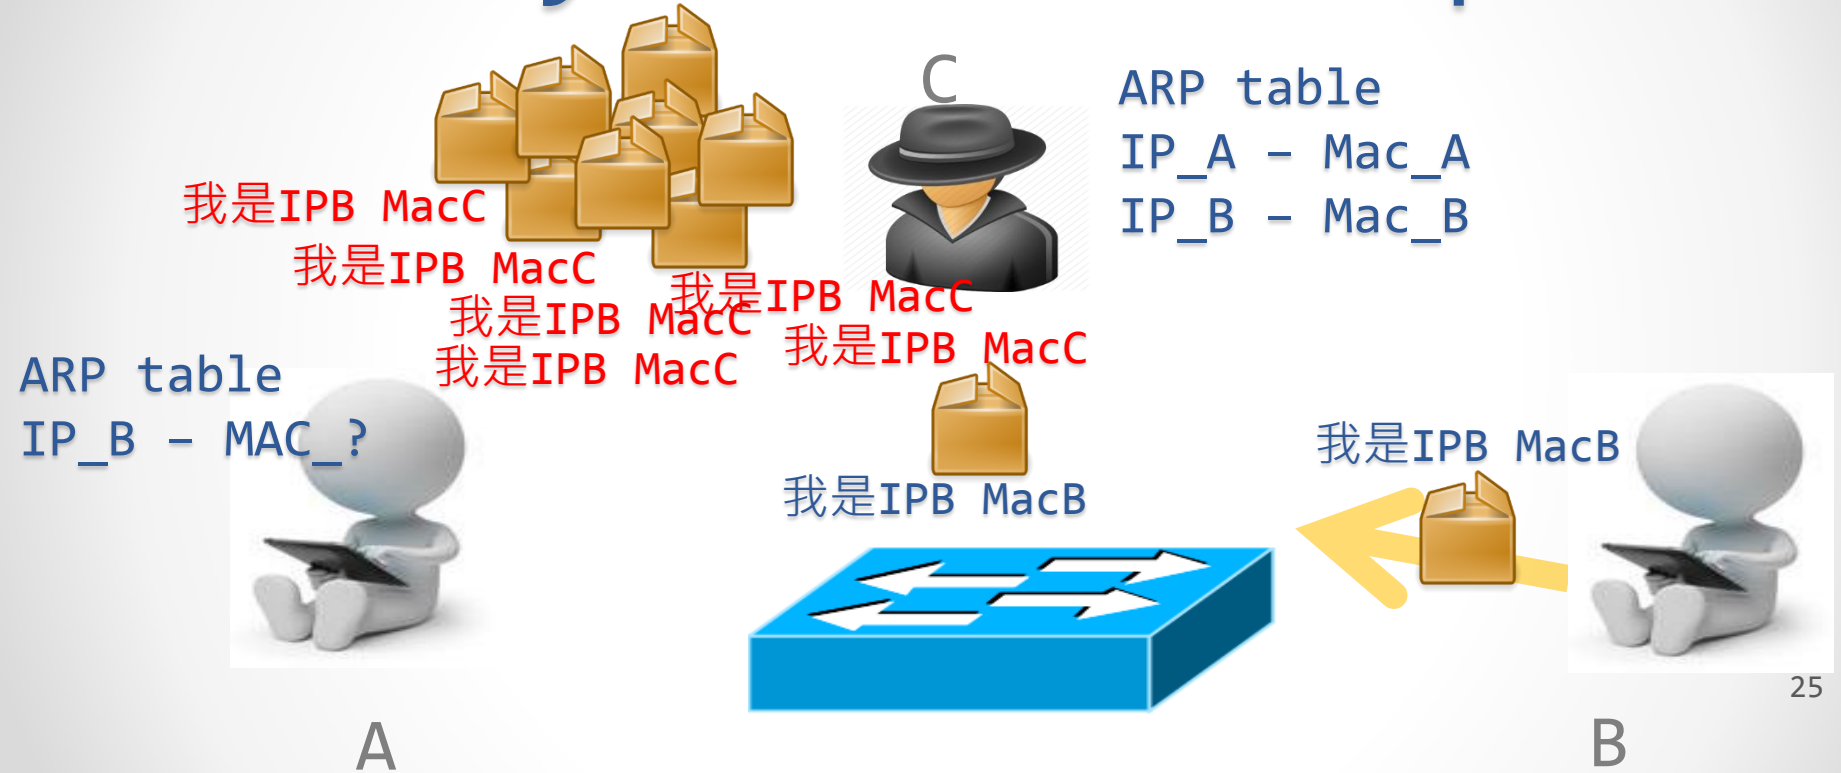 C
ARP table
IP_A – Mac_A
IP_B – Mac_B
我是IPB MacC
我是IPB MacC
我是IPB MacC
我是IPB MacC
我是IPB MacC
我是IPB MacC
ARP table
IP_B – MAC_?
我是IPB MacB
我是IPB MacB
25
A
B